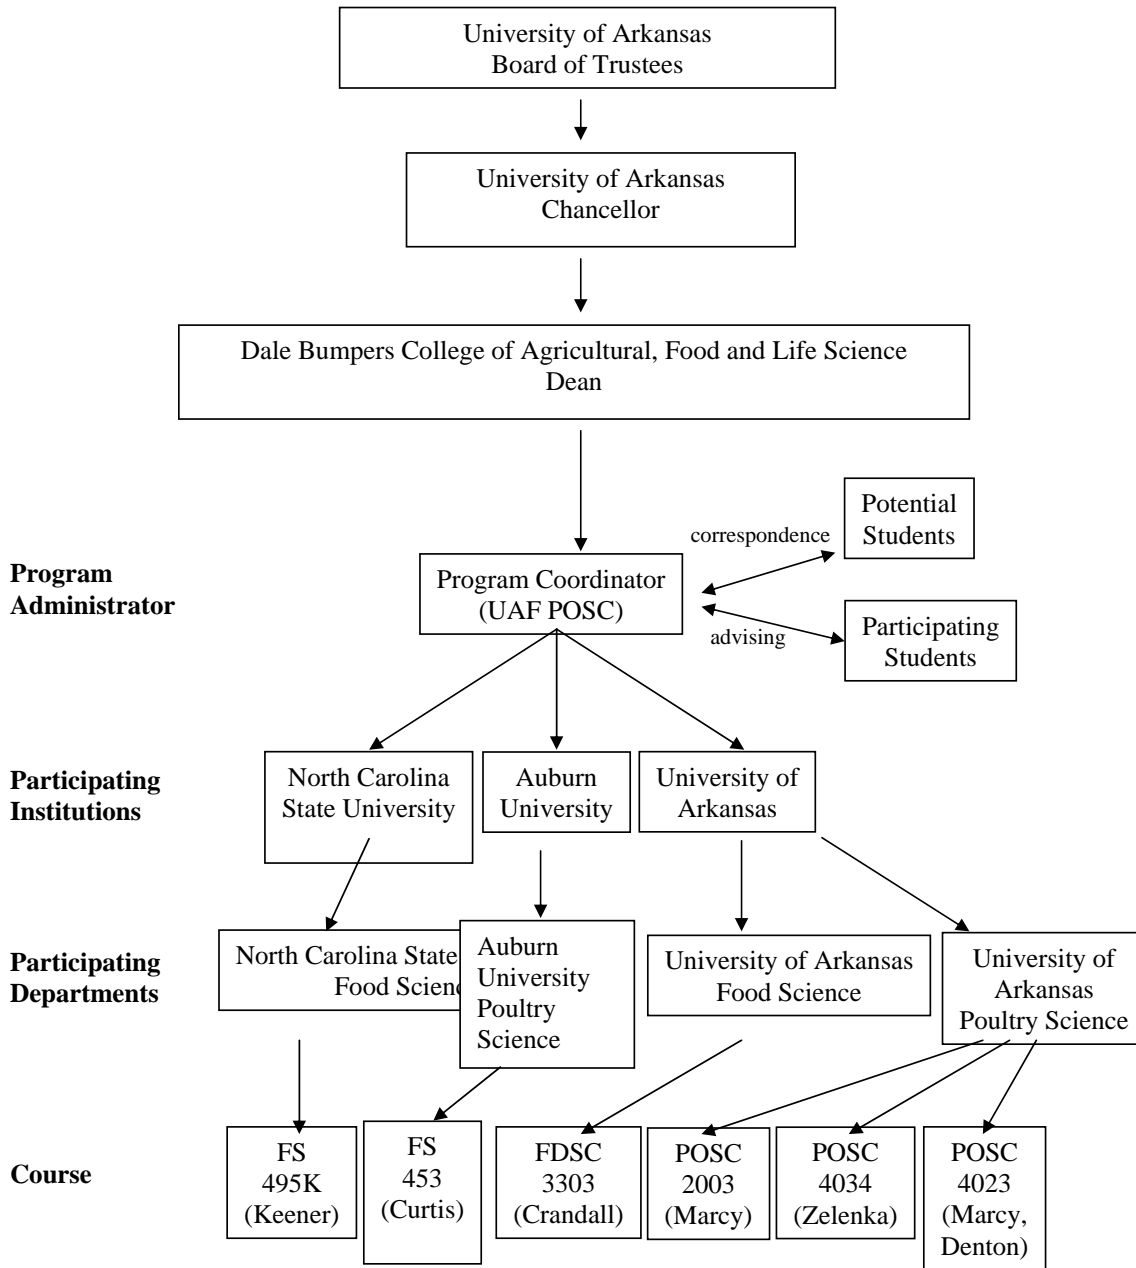 University of Arkansas
Board of Trustees
University of Arkansas
Chancellor
Dale Bumpers College of Agricultural, Food and Life Science
Dean
Potential
Students
correspondence
Program
Administrator
Program Coordinator
(UAF POSC)
advising
Participating
Students
Participating
Institutions
North Carolina
State University
Auburn
University
University of
Arkansas
Participating
Departments
North Carolina State
Food Scienc
Auburn
University
Poultry
Science
University of Arkansas
Food Science
University of
Arkansas
Poultry Science
Course
FS
495K
(Keener)
FS
453
(Curtis)
FDSC
3303
(Crandall)
POSC
2003
(Marcy)
POSC
4034
(Zelenka)
POSC
4023
(Marcy,
Denton)